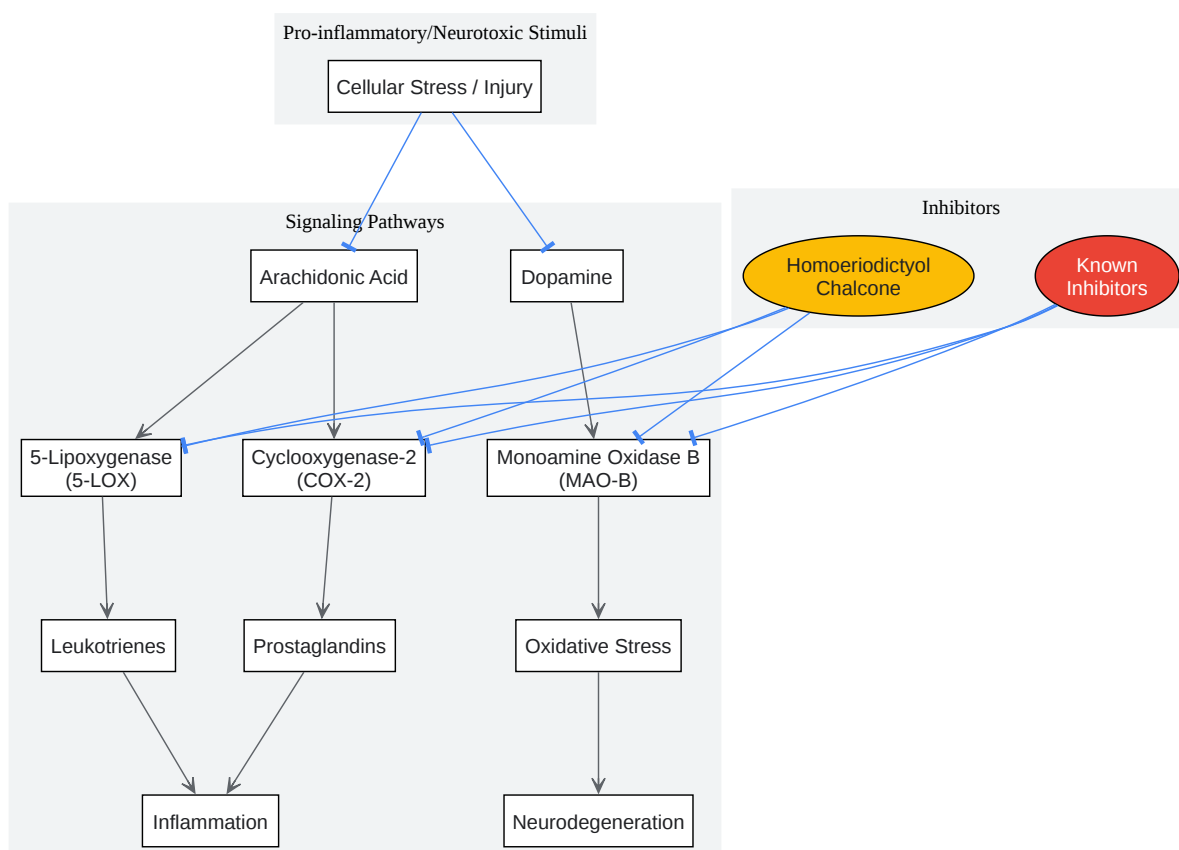 Pro-inflammatory/Neurotoxic Stimuli
Cellular Stress / Injury
Signaling Pathways
Inhibitors
Arachidonic Acid
Dopamine
Homoeriodictyol
Chalcone
Known
Inhibitors
5-Lipoxygenase
(5-LOX)
Cyclooxygenase-2
(COX-2)
Monoamine Oxidase B
(MAO-B)
Leukotrienes
Prostaglandins
Oxidative Stress
Inflammation
Neurodegeneration